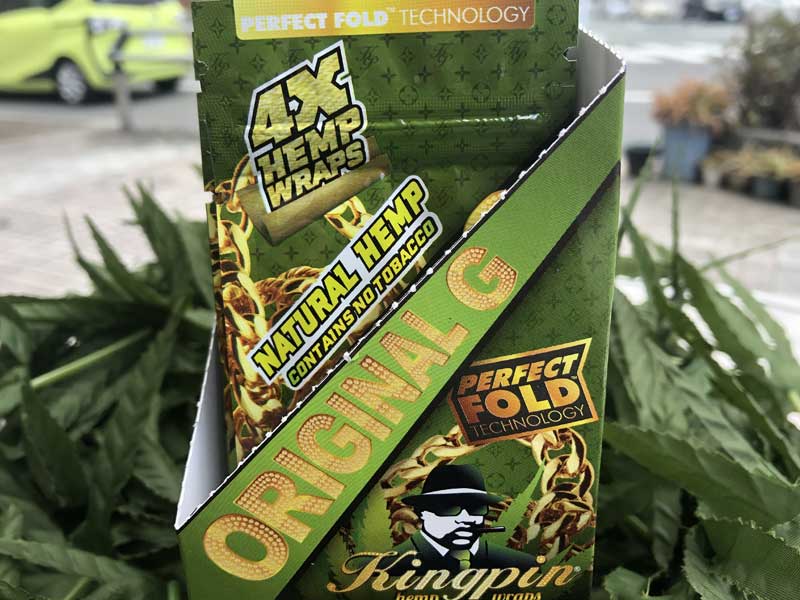 PERFECT FOLD™ TECHNOLOGY
4X
HEMP
WRAPS
NATURAL HEMP
CONTAINS NO TOBACCO
ORIGINAL G
PERFECT
FOLD
TECHNOLOGY
Kingpin®
hemp wraps